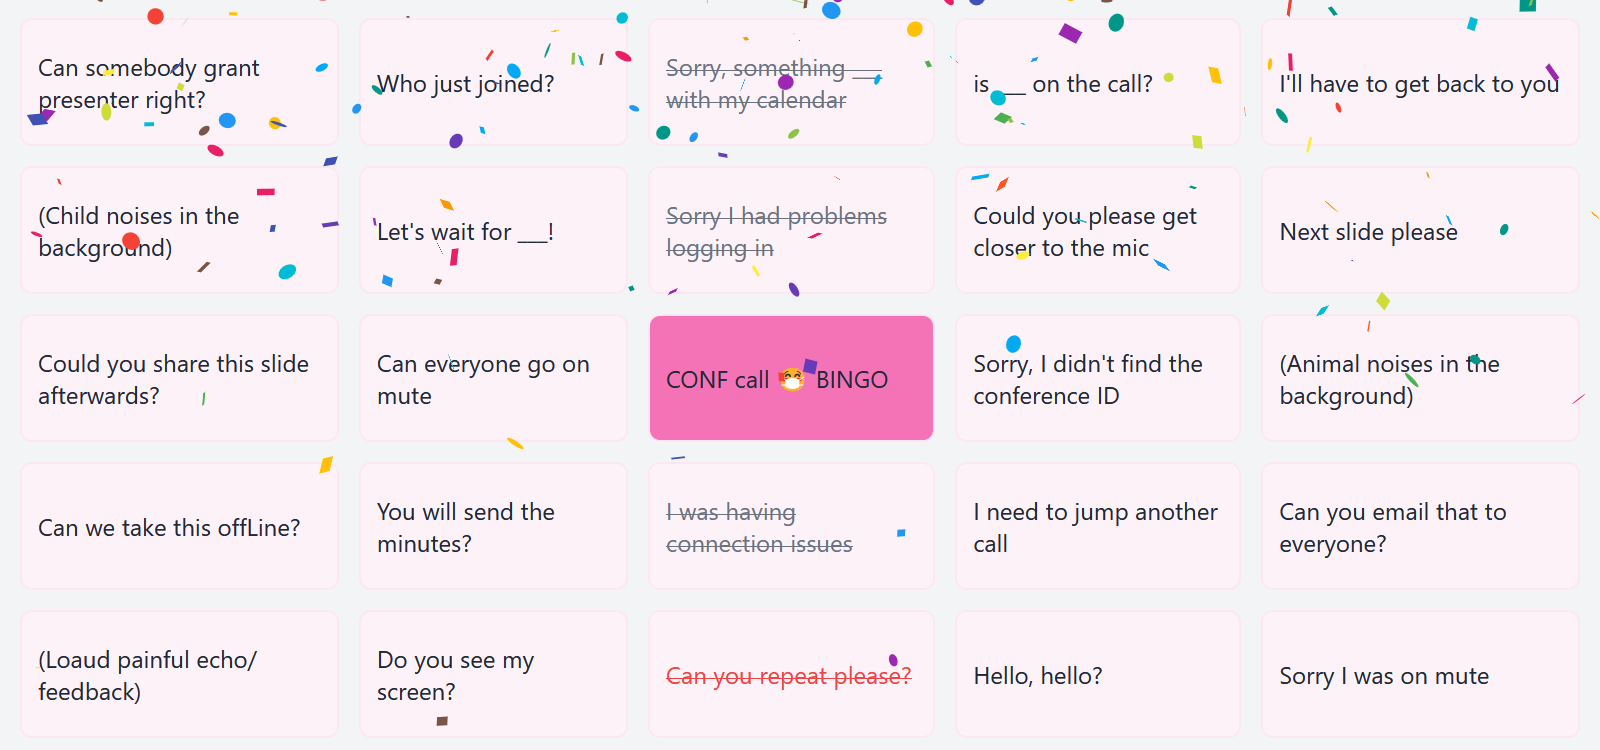 Can somebody grant
presenter right?
Who just joined?
Sorry, something ___
with my calendar
is __ on the call?
I'll have to get back to you
(Child noises in the
background)
Let's wait for ___!
Sorry I had problems
logging in
Could you please get
closer to the mic
Next slide please
Could you share this slide
afterwards?
Can everyone go on
mute
CONF call 😷 BINGO
Sorry, I didn't find the
conference ID
(Animal noises in the
background)
Can we take this offLine?
You will send the
minutes?
I was having
connection issues
I need to jump another
call
Can you email that to
everyone?
(Loaud painful echo/
feedback)
Do you see my
screen?
Can you repeat please?
Hello, hello?
Sorry I was on mute